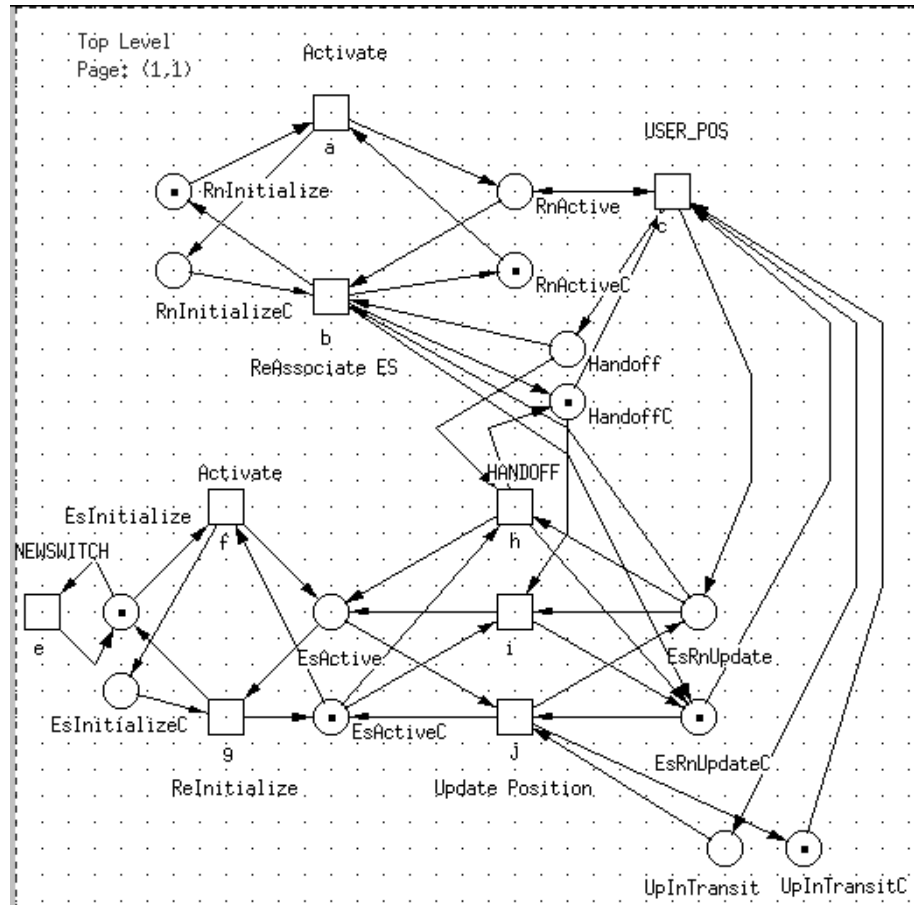 Top Level
Page: (1,1)
Activate
USER_POS
a
RnInitialize
RnActive
c
RnInitializeC
RnActiveC
b
ReAssociate ES
Handoff
HandoffC
Activate
HANDOFF
EsInitialize
f
h
NEWSWITCH
e
EsActive
i
EsRnUpdate
EsInitializeC
g
EsActiveC
j
EsRnUpdateC
ReInitialize
Update Position
UpInTransit
UpInTransitC